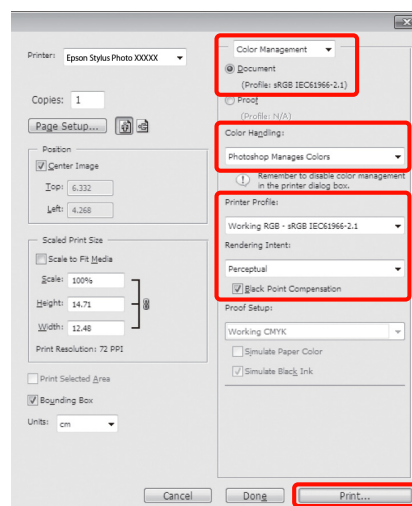 Printer: Epson Stylus Photo XXXXX
Copies: 1
Page Setup...
Position
Center Image
Top: 6.332
Left: 4.268
Scaled Print Size
Scale to Fit Media
Scale: 100%
Height: 14.71
Width: 12.48
Print Resolution: 72 PPI
Print Selected Area
Bounding Box
Units: cm
Color Management
Document
(Profile: sRGB IEC61966-2.1)
Proof
(Profile: N/A)
Color Handling:
Photoshop Manages Colors
Remember to disable color management
in the printer dialog box.
Printer Profile:
Working RGB - sRGB IEC61966-2.1
Rendering Intent:
Perceptual
Black Point Compensation
Proof Setup:
Working CMYK
Simulate Paper Color
Simulate Black Ink
Cancel
Done
Print...